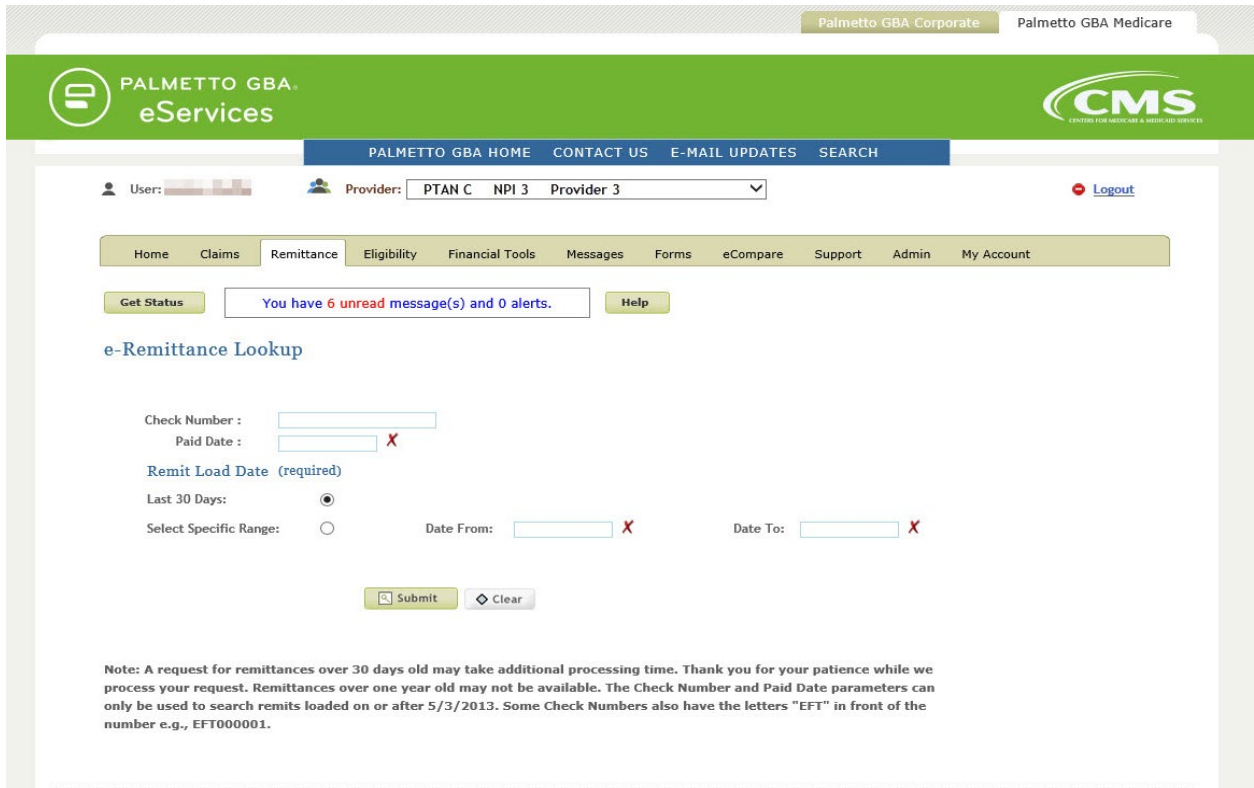 Palmetto GBA Corporate Palmetto GBA Medicare
PALMETTO GBA®
eServices
CMS
CENTERS FOR MEDICARE & MEDICAID SERVICES
PALMETTO GBA HOME CONTACT US E-MAIL UPDATES SEARCH
User: Provider: PTAN C NPI 3 Provider 3 Logout
Home Claims Remittance Eligibility Financial Tools Messages Forms eCompare Support Admin My Account
Get Status You have 6 unread message(s) and 0 alerts. Help
e-Remittance Lookup
Check Number :
Paid Date : X
Remit Load Date (required)
Last 30 Days:
Select Specific Range: Date From: X Date To: X
Submit Clear
Note: A request for remittances over 30 days old may take additional processing time. Thank you for your patience while we
process your request. Remittances over one year old may not be available. The Check Number and Paid Date parameters can
only be used to search remits loaded on or after 5/3/2013. Some Check Numbers also have the letters "EFT" in front of the
number e.g., EFT000001.